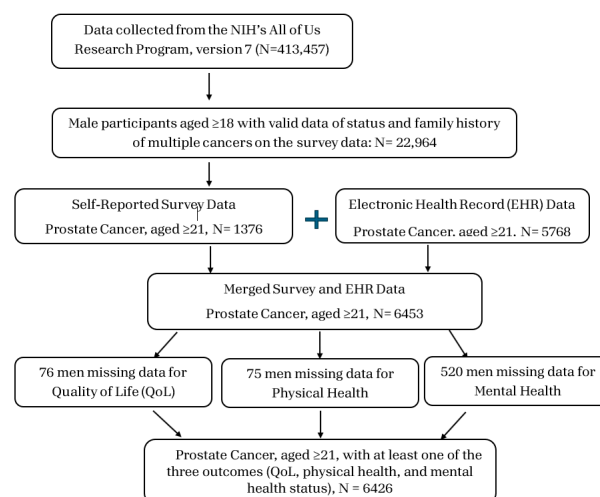 Data collected from the NIH's All of Us
Research Program, version 7 (N=413,457)
Male participants aged ≥18 with valid data of status and family history
of multiple cancers on the survey data: N= 22,964
Self-Reported Survey Data
Prostate Cancer, aged ≥21, N= 1376
+
Electronic Health Record (EHR) Data
Prostate Cancer, aged ≥21, N= 5768
Merged Survey and EHR Data
Prostate Cancer, aged ≥21, N= 6453
76 men missing data for
Quality of Life (QoL)
75 men missing data for
Physical Health
520 men missing data for
Mental Health
Prostate Cancer, aged ≥21, with at least one of the
three outcomes (QoL, physical health, and mental
health status), N = 6426